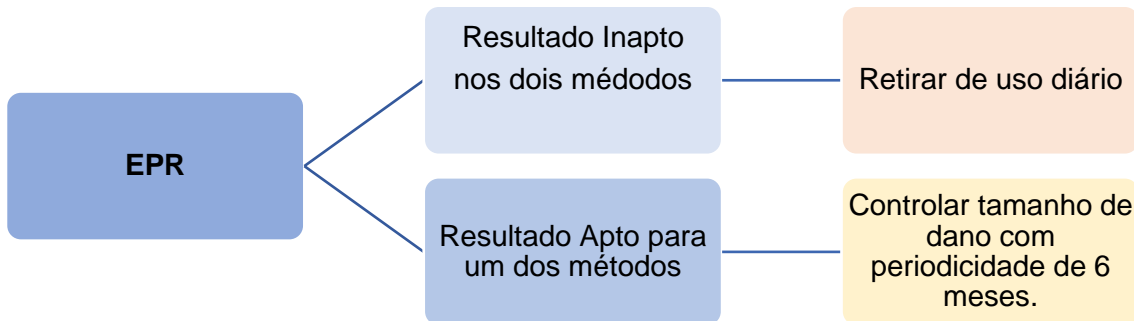 EPR
Resultado Inapto
nos dois médodos
Retirar de uso diário
Resultado Apto para
um dos métodos
Controlar tamanho de
dano com
periodicidade de 6
meses.